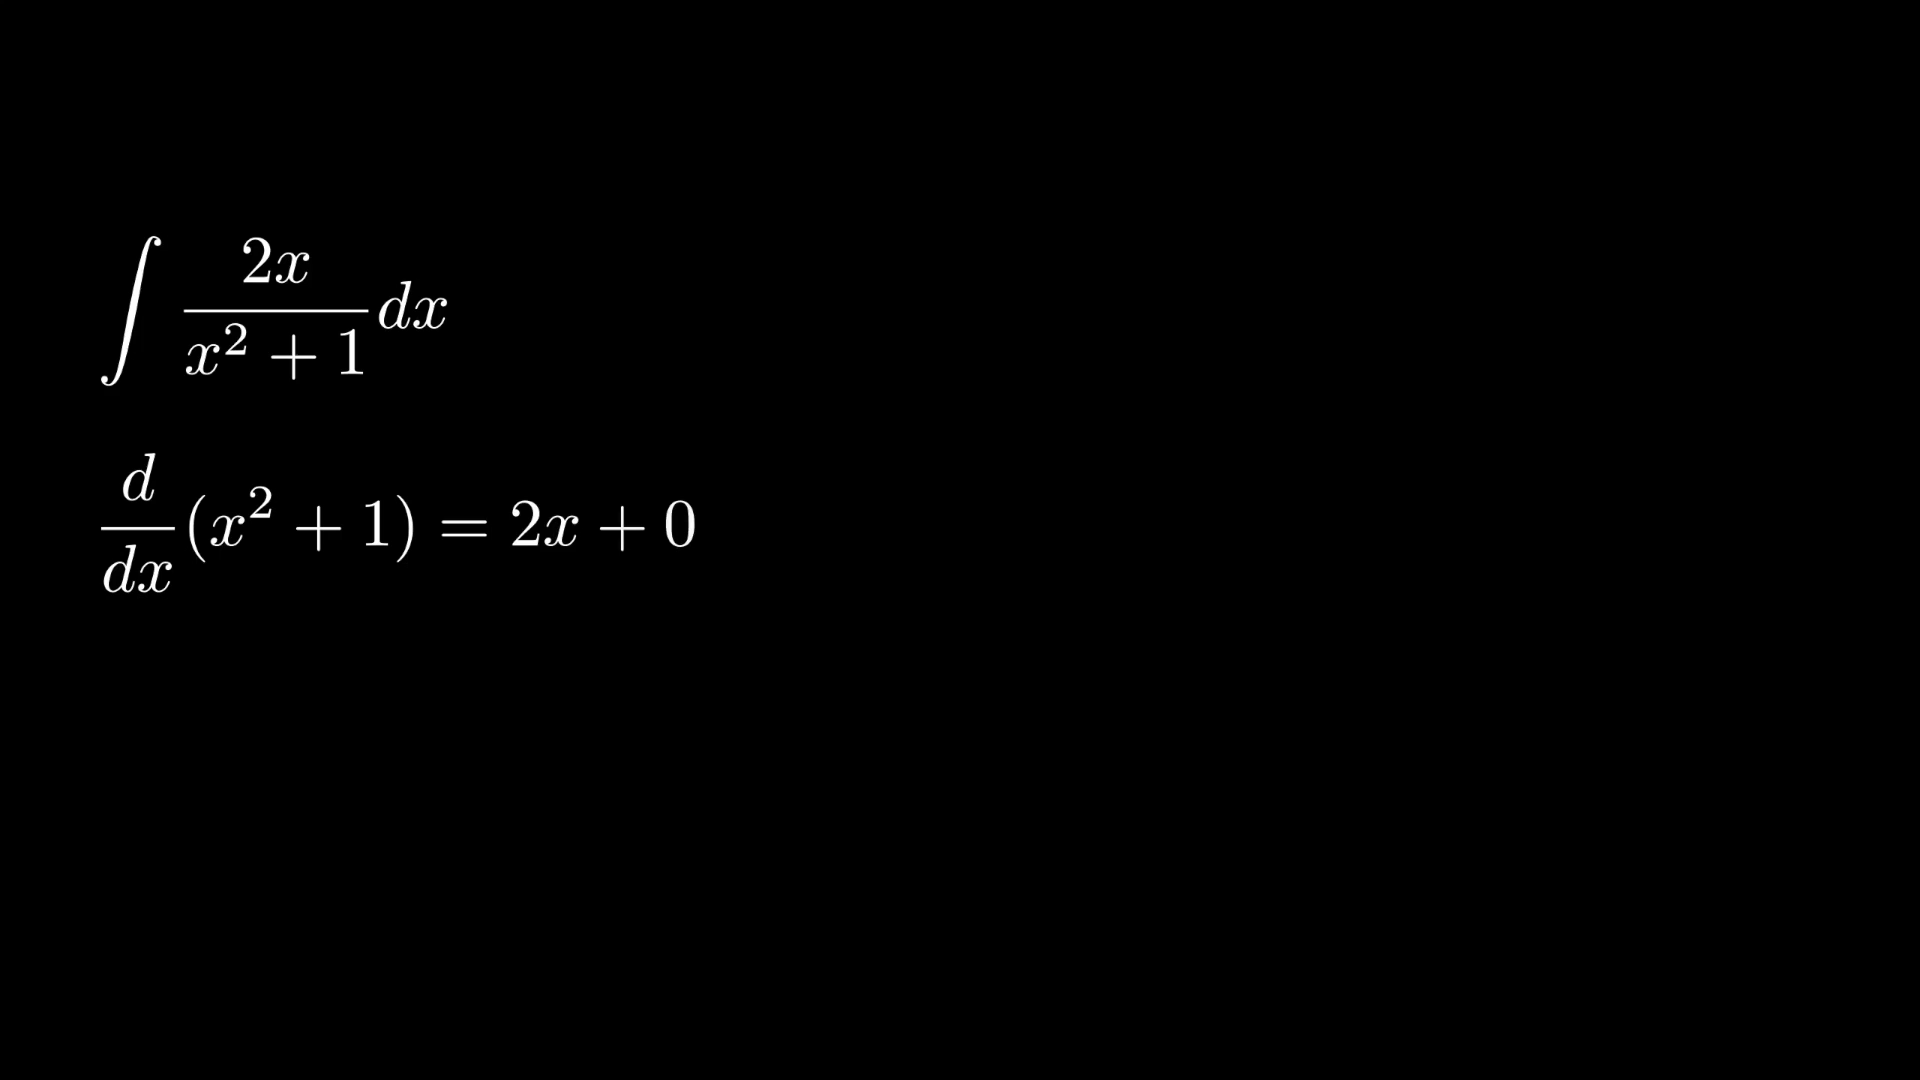 ∫ 2x/(x² + 1) dx
d/dx (x² + 1) = 2x + 0